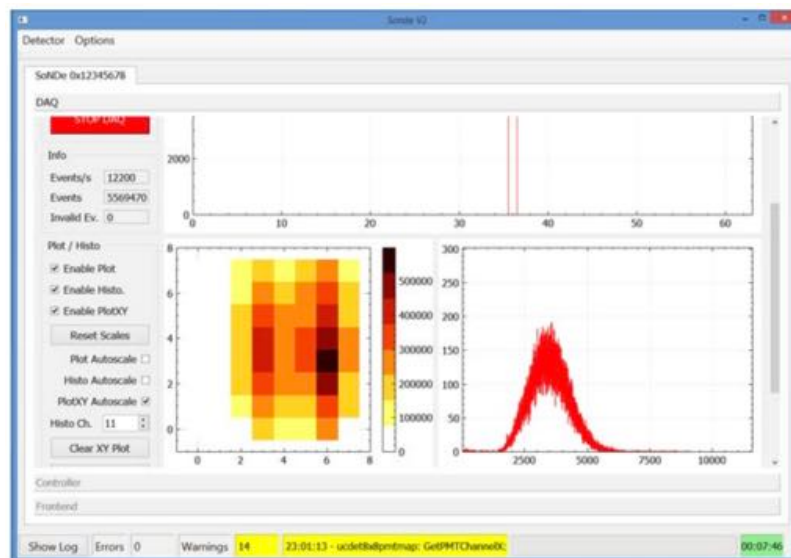 Sonde V2
Detector Options
SoNDe 0x12345678
DAQ
STOP DAQ
Info
Events/s 12200
Events 5569470
Invalid Ev. 0
Plot / Histo
Enable Plot
Enable Histo.
Enable PlotXY
Reset Scales
Plot Autoscale
Histo Autoscale
PlotXY Autoscale
Histo Ch. 11
Clear XY Plot
2000
0
0 10 20 30 40 50 60
8
6
4
2
0
0 2 4 6 8
500000
400000
300000
200000
100000
0
300
250
200
150
100
50
0
2500 5000 7500 10000
Controller
Frontend
Show Log Errors 0 Warnings 14 23:01:13 - ucdet8x8pmtmap: GetPMTChannelX: 00:07:46